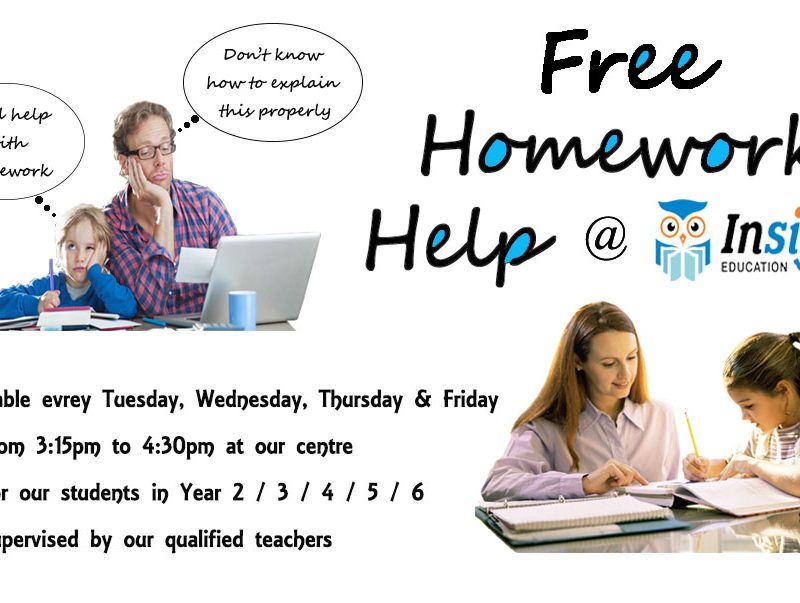 Don't know
how to explain
this properly
help
with
Free
Homework
Help @ Insig
EDUCATION
able evrey Tuesday, Wednesday, Thursday & Friday
om 3:15pm to 4:30pm at our centre
or our students in Year 2 / 3 / 4 / 5 / 6
upervised by our qualified teachers